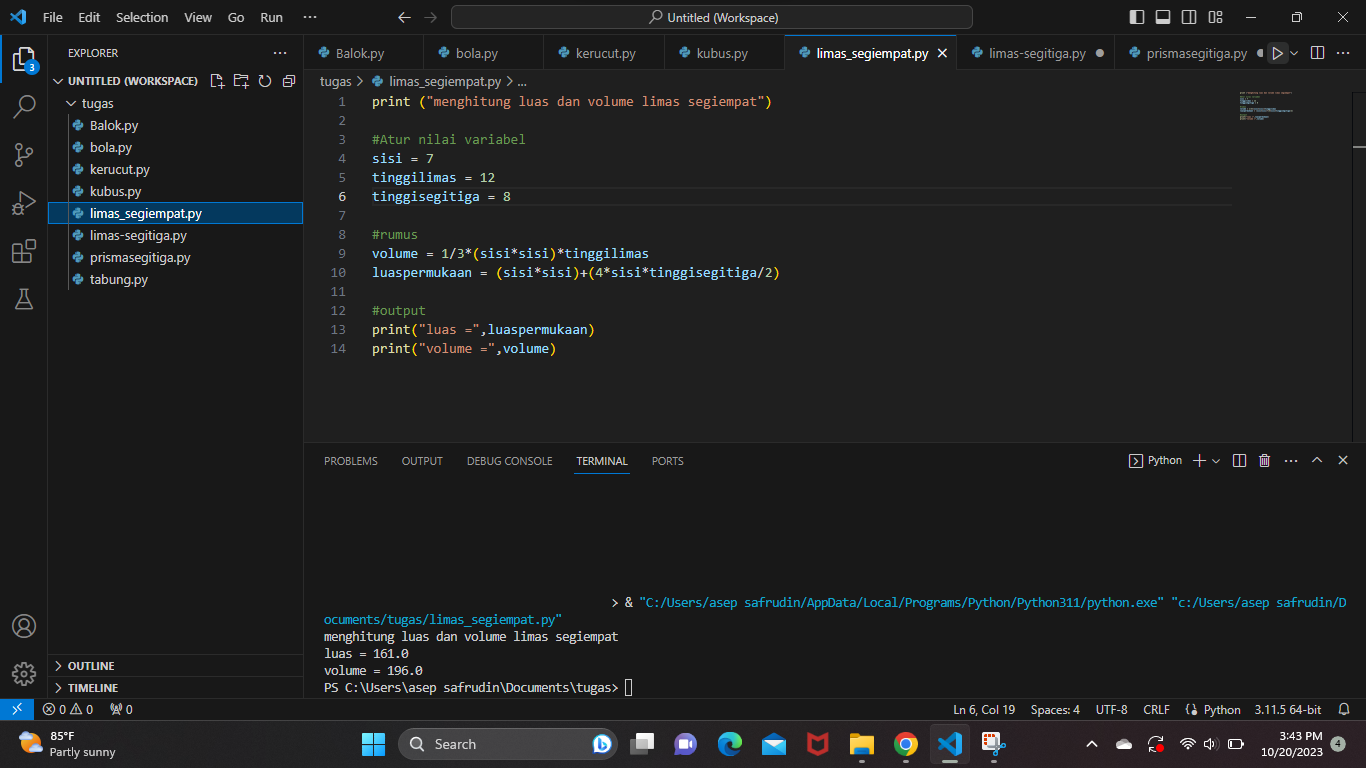 File Edit Selection View Go Run ··· Untitled (Workspace)
EXPLORER ···
3
UNTITLED (WORKSPACE)
tugas
Balok.py
bola.py
kerucut.py
kubus.py
limas_segiempat.py
limas-segitiga.py
prismasegitiga.py
tabung.py
OUTLINE
TIMELINE
Balok.py bola.py kerucut.py kubus.py limas_segiempat.py limas-segitiga.py prismasegitiga.py
tugas > limas_segiempat.py > ...
1 print ("menghitung luas dan volume limas segiempat")
2
3 #Atur nilai variabel
4 sisi = 7
5 tinggilimas = 12
6 tinggisegitiga = 8
7
8 #rumus
9 volume = 1/3*(sisi*sisi)*tinggilimas
10 luaspermukaan = (sisi*sisi)+(4*sisi*tinggisegitiga/2)
11
12 #output
13 print("luas =",luaspermukaan)
14 print("volume =",volume)
PROBLEMS OUTPUT DEBUG CONSOLE TERMINAL PORTS Python
> & "C:/Users/asep safrudin/AppData/Local/Programs/Python/Python311/python.exe" "c:/Users/asep safrudin/D
ocuments/tugas/limas_segiempat.py"
menghitung luas dan volume limas segiempat
luas = 161.0
volume = 196.0
PS C:\Users\asep safrudin\Documents\tugas>
0 0 0 Ln 6, Col 19 Spaces: 4 UTF-8 CRLF Python 3.11.5 64-bit
85°F
Partly sunny
Search
3:43 PM
10/20/2023
4